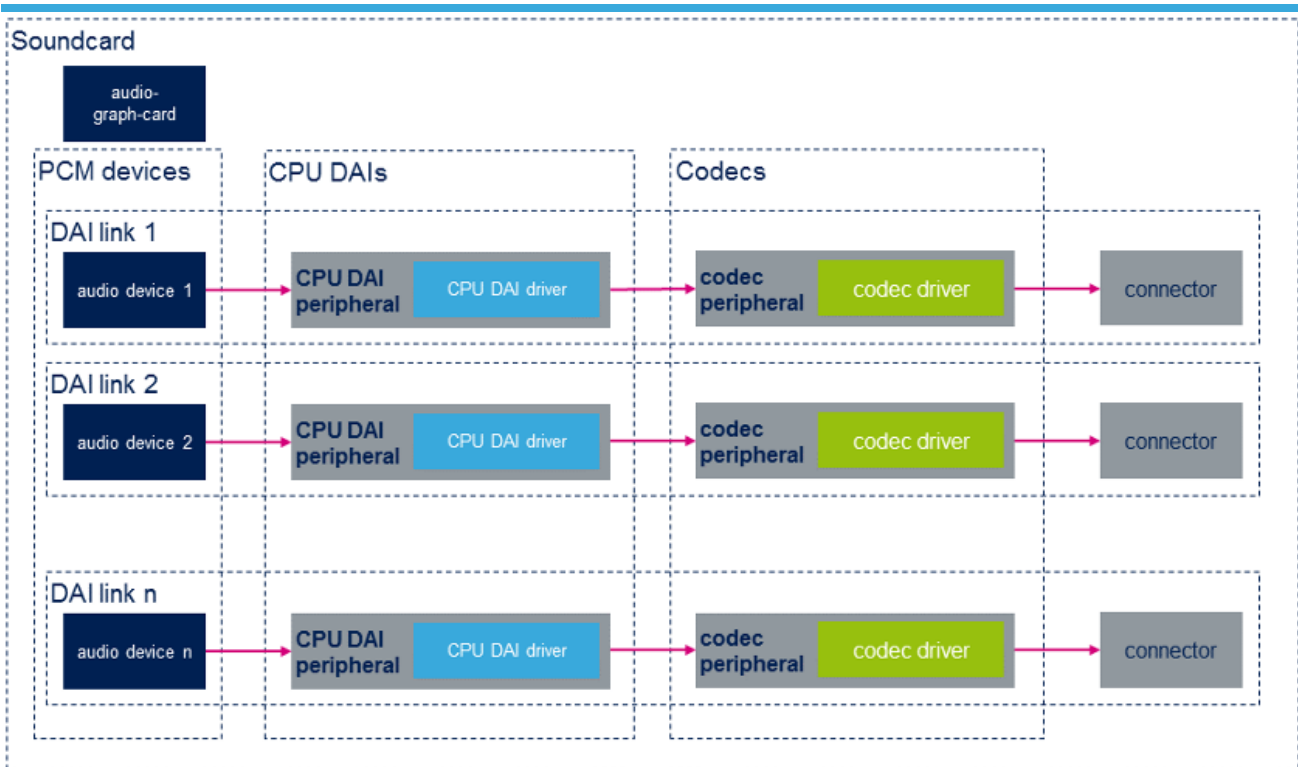 Soundcard
audio-
graph-card
PCM devices
CPU DAIs
Codecs
DAI link 1
audio device 1
CPU DAI
peripheral
CPU DAI driver
codec
peripheral
codec driver
connector
DAI link 2
audio device 2
CPU DAI
peripheral
CPU DAI driver
codec
peripheral
codec driver
connector
DAI link n
audio device n
CPU DAI
peripheral
CPU DAI driver
codec
peripheral
codec driver
connector